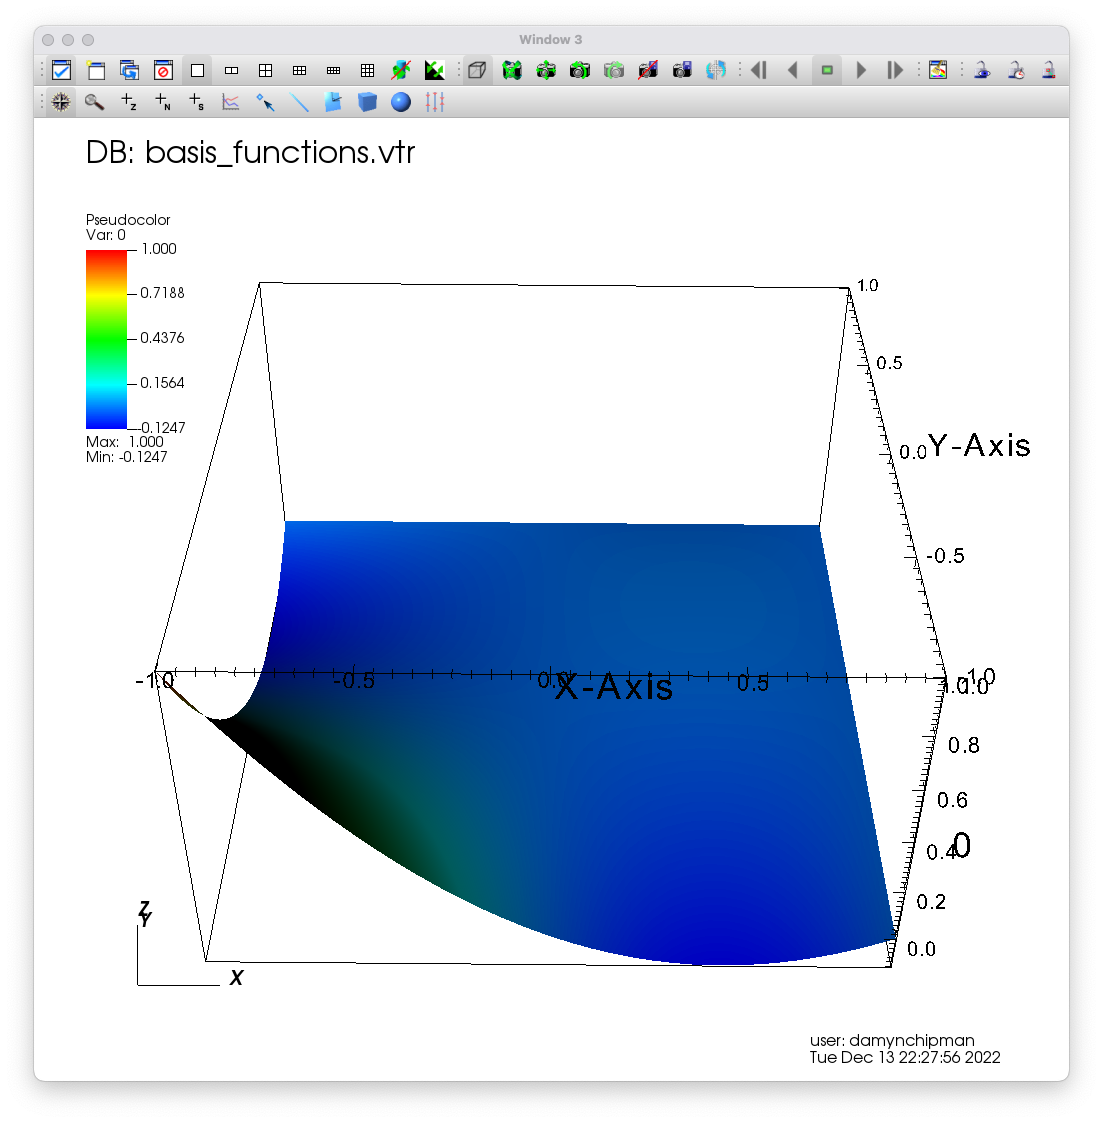 Window 3
DB: basis_functions.vtr
Pseudocolor
Var: 0
1.000
0.7188
0.4376
0.1564
-0.1247
Max: 1.000
Min: -0.1247
1.0
0.5
0.0
Y-Axis
-0.5
-1.0
-1.0
-0.5
0.0
X-Axis
0.5
1.0
1.0
0.8
0.6
0.4
0
0.2
0.0
Z
Y
X
user: damynchipman
Tue Dec 13 22:27:56 2022